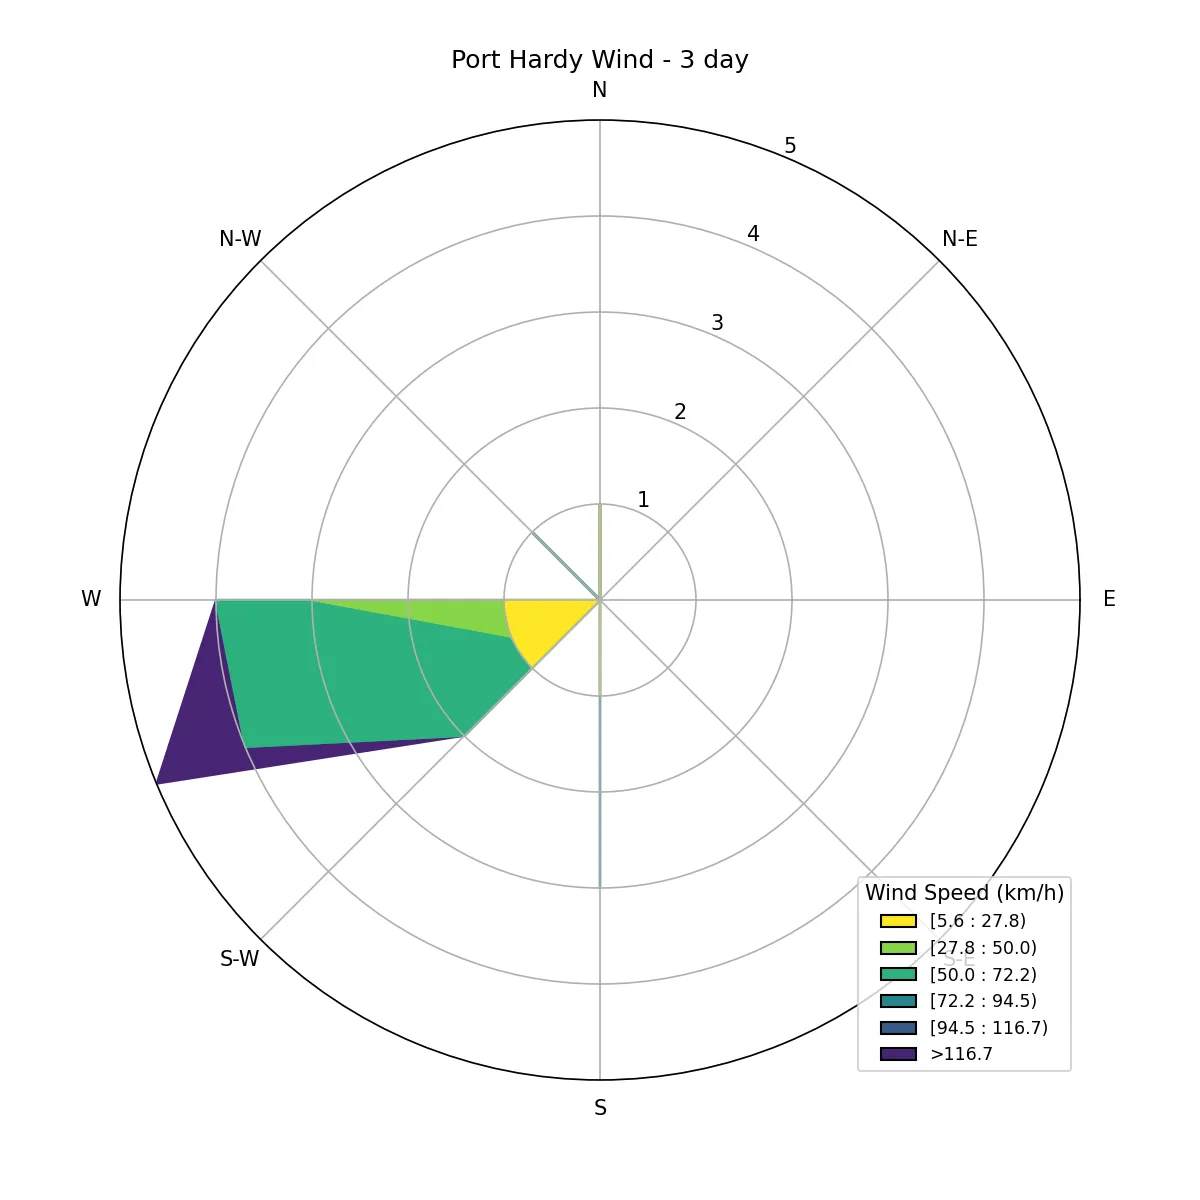 Port Hardy Wind - 3 day
N
5
N-W
4
N-E
3
2
1
W
E
S-W
S-E
S
Wind Speed (km/h)
[5.6 : 27.8)
[27.8 : 50.0)
[50.0 : 72.2)
[72.2 : 94.5)
[94.5 : 116.7)
>116.7